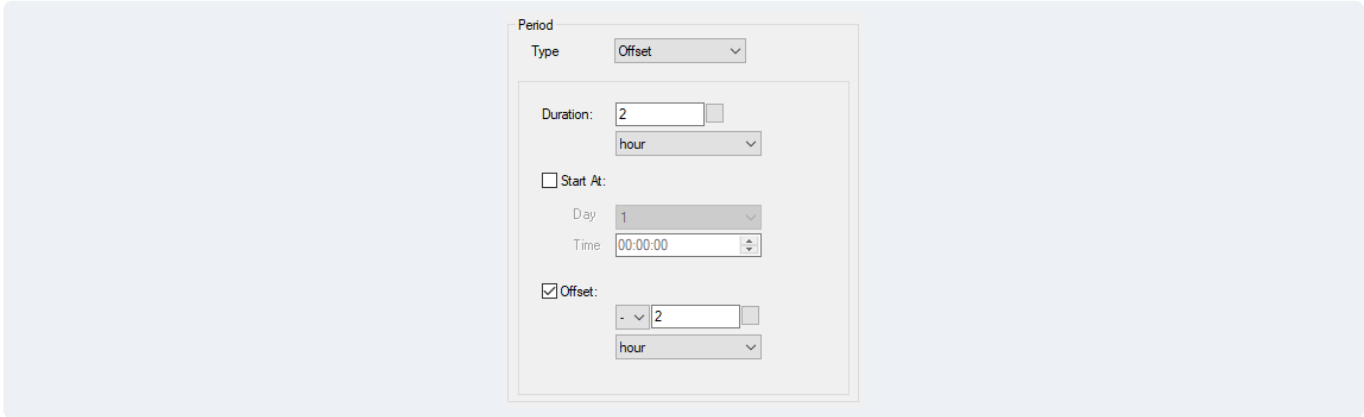 Period
Type Offset
Duration: 2
hour
Start At:
Day 1
Time 00:00:00
Offset:
- 2
hour